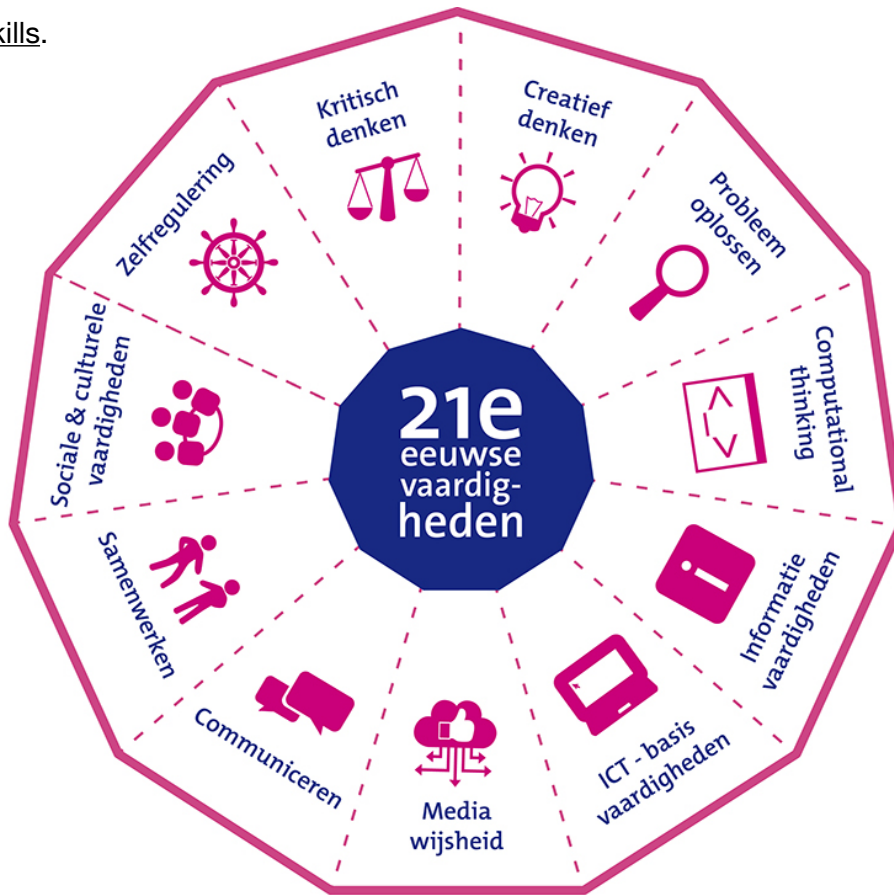 kills.
Kritisch
denken
Creatief
denken
Probleem
oplossen
Computational
thinking
Informatie
vaardigheden
ICT - basis
vaardigheden
Media
wijsheid
Communiceren
Samenwerken
Sociale & culturele
vaardigheden
Zelfregulering
21e
eeuwse
vaardig-
heden